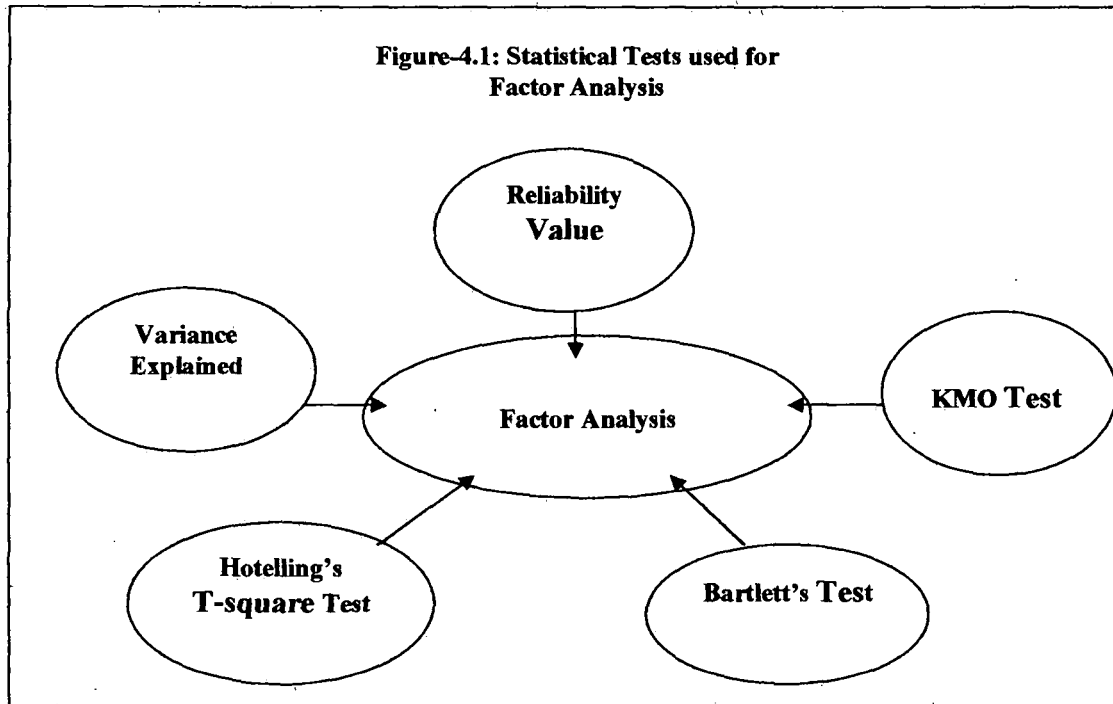 Figure-4.1: Statistical Tests used for
Factor Analysis
Reliability
Value
Variance
Explained
Factor Analysis
KMO Test
Hotelling's
T-square Test
Bartlett's Test